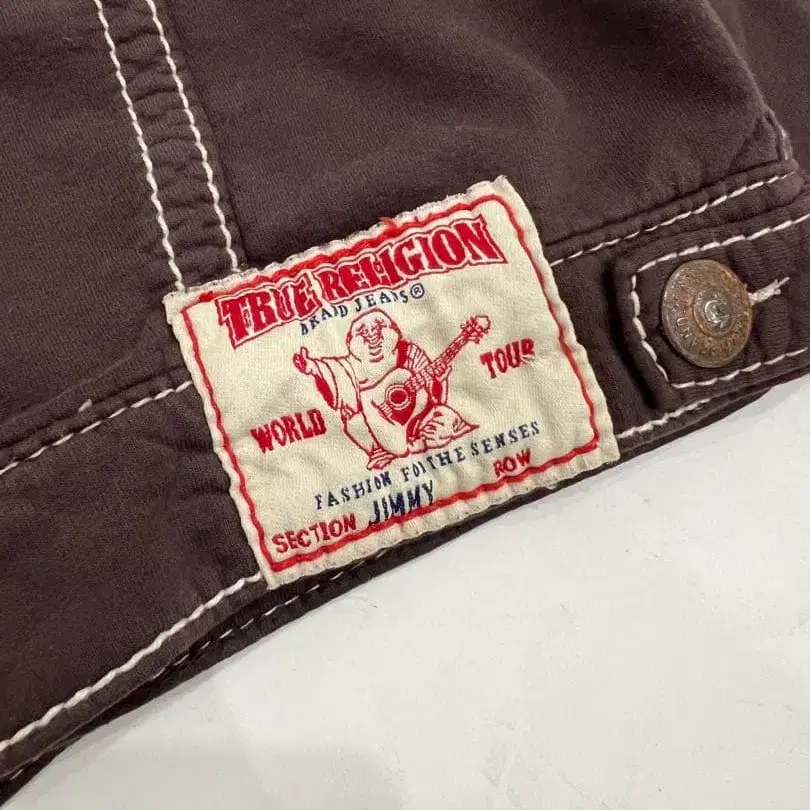 TRUE RELIGION
BRAND JEANS®
WORLD TOUR
FASHION FOR THE SENSES
SECTION JIMMY ROW